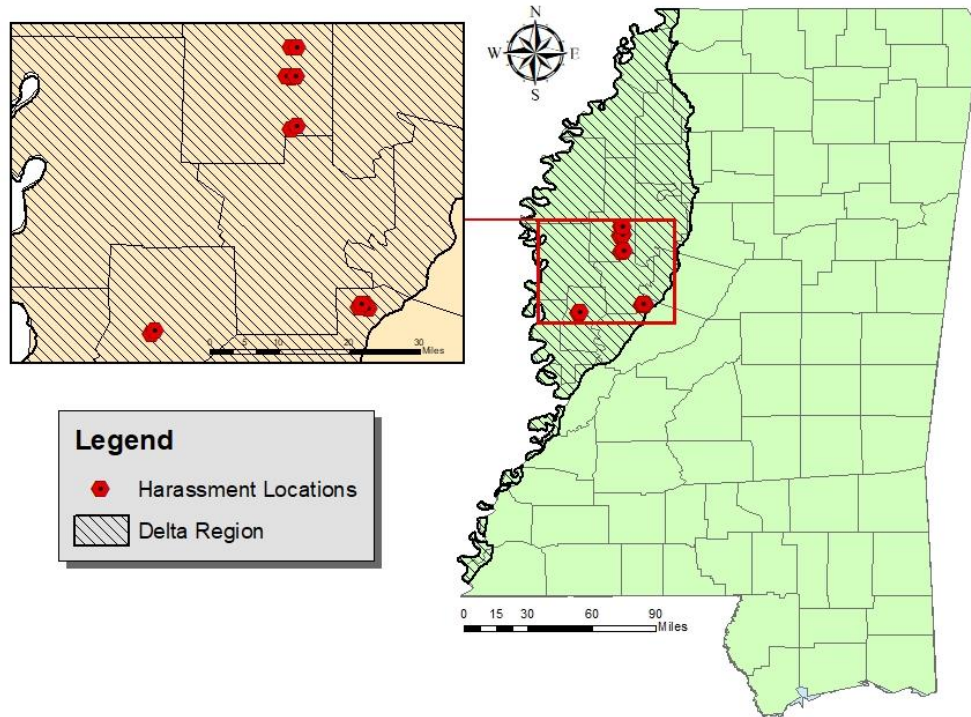 N
W E
S
0 5 10 20 30
Miles
Legend
Harassment Locations
Delta Region
0 15 30 60 90
Miles